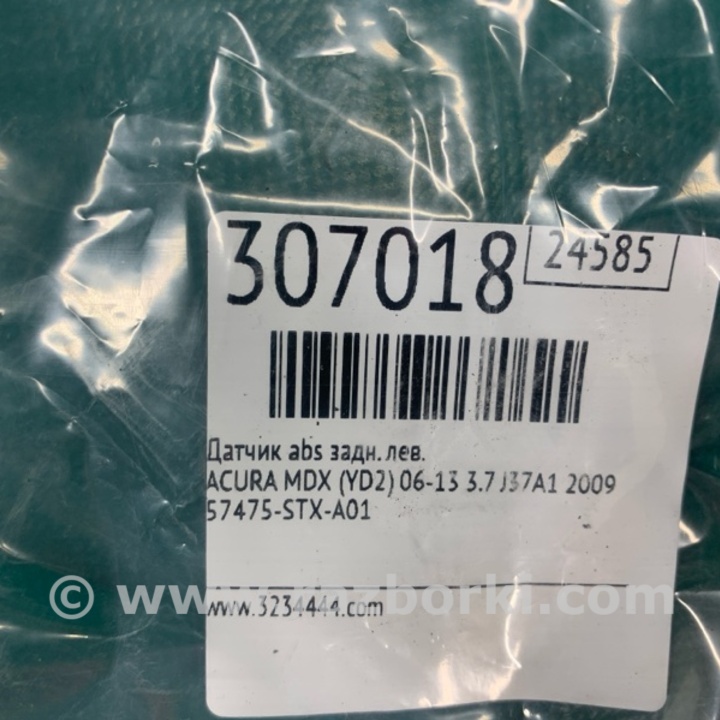 307018 24585
Датчик abs задн. лев.
ACURA MDX (YD2) 06-13 3.7 J37A1 2009
57475-STX-A01
© www.razborki.com
www.3234444.com